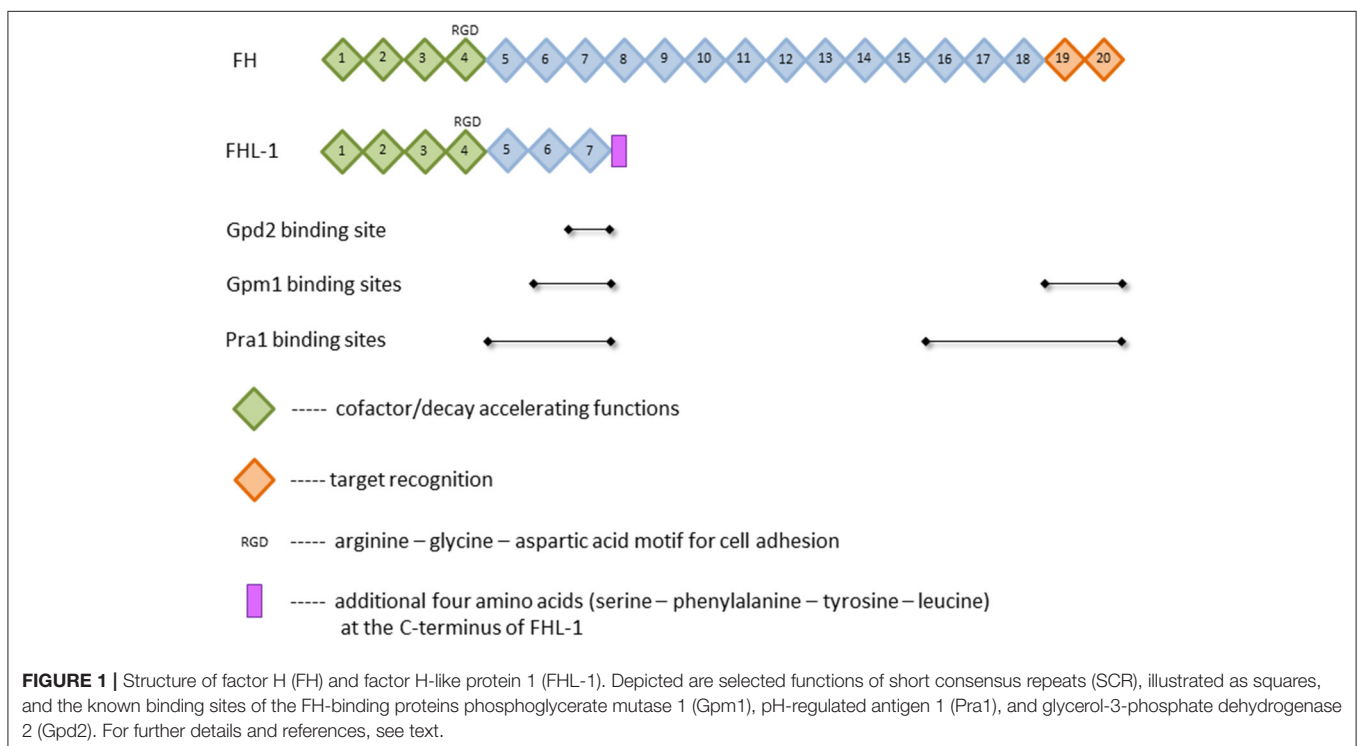 RGD
FH 1 2 3 4 5 6 7 8 9 10 11 12 13 14 15 16 17 18 19 20
RGD
FHL-1 1 2 3 4 5 6 7
Gpd2 binding site
Gpm1 binding sites
Pra1 binding sites
----- cofactor/decay accelerating functions
----- target recognition
RGD ----- arginine – glycine – aspartic acid motif for cell adhesion
----- additional four amino acids (serine – phenylalanine – tyrosine – leucine)
at the C-terminus of FHL-1
FIGURE 1 | Structure of factor H (FH) and factor H-like protein 1 (FHL-1). Depicted are selected functions of short consensus repeats (SCR), illustrated as squares,
and the known binding sites of the FH-binding proteins phosphoglycerate mutase 1 (Gpm1), pH-regulated antigen 1 (Pra1), and glycerol-3-phosphate dehydrogenase
2 (Gpd2). For further details and references, see text.